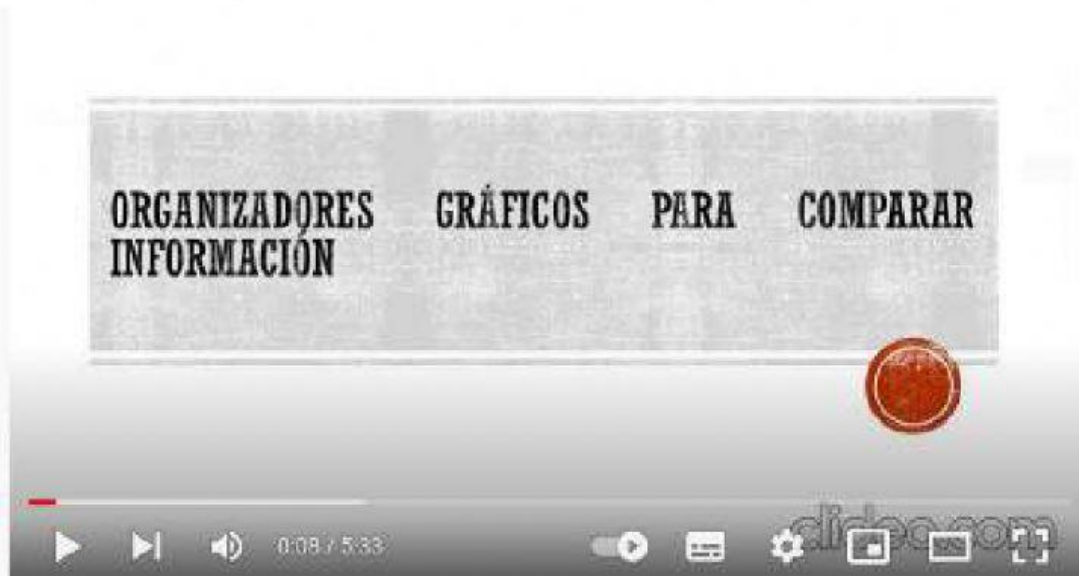 ORGANIZADORES GRÁFICOS PARA COMPARAR
INFORMACIÓN
0:08 / 5:33
clideo.com